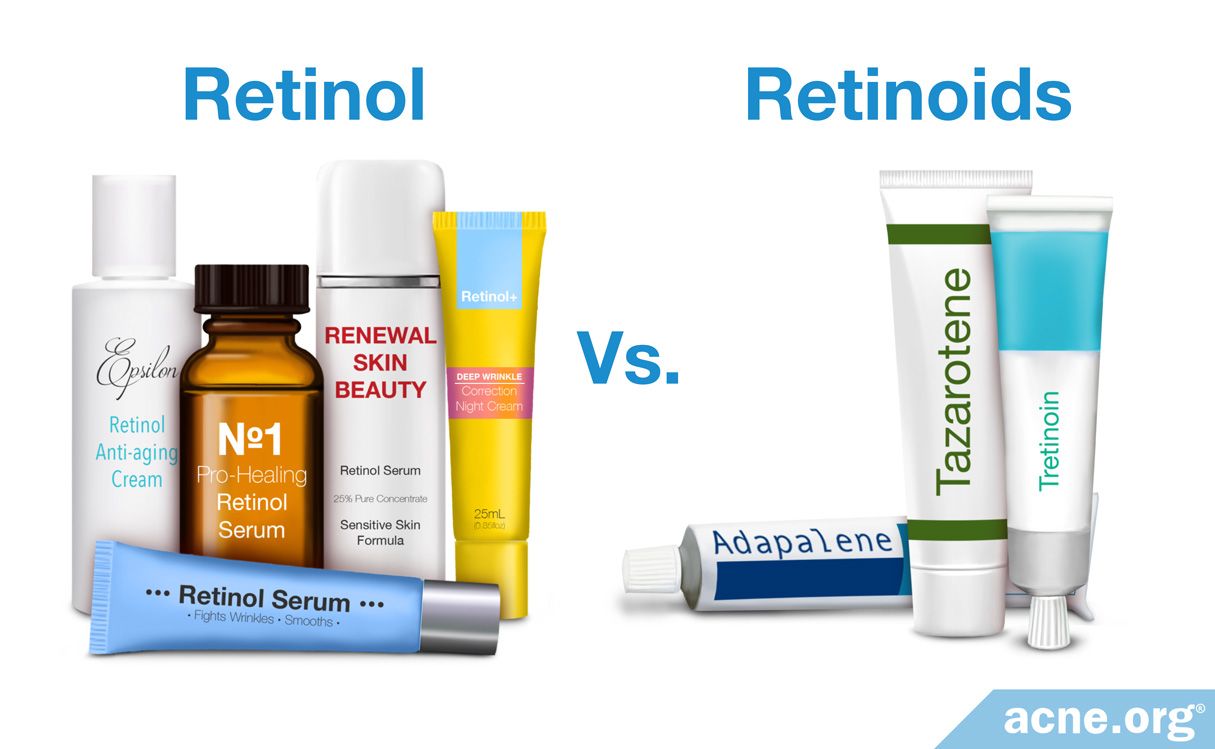 Retinol
Retinoids
Vs.
Epsilon
Retinol
Anti-aging
Cream
Nº1
Pro-Healing
Retinol
Serum
RENEWAL
SKIN
BEAUTY
Retinol Serum
25% Pure Concentrate
Sensitive Skin
Formula
Retinol+
DEEP WRINKLE
Correction
Night Cream
25mL
(0.85floz)
••• Retinol Serum •••
• Fights Wrinkles • Smooths •
Adapalene
Tazarotene
Tretinoin
acne.org®